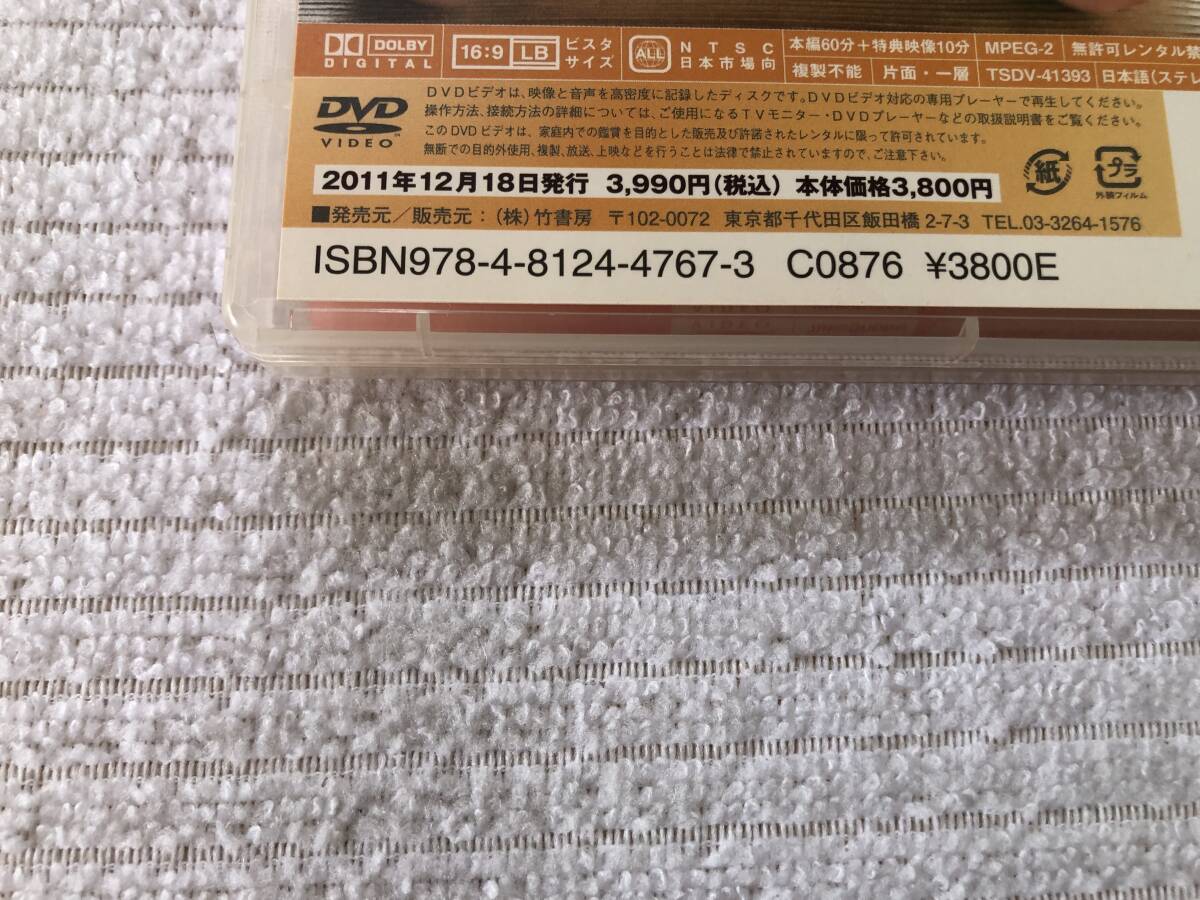 DOLBY
DIGITAL
16:9 LB
ビスタ
サイズ
ALL
NTSC
日本市場向
本編60分+特典映像10分
MPEG-2
無許可レンタル禁
複製不能
片面・一層
TSDV-41393
日本語(ステレ
DVD
VIDEO
DVDビデオは、映像と音声を高密度に記録したディスクです。DVDビデオ対応の専用プレーヤーで再生してください。
操作方法、接続方法の詳細については、ご使用になるTVモニター・DVDプレーヤーなどの取扱説明書をご覧ください。
このDVDビデオは、家庭内での鑑賞を目的とした販売及び許諾されたレンタルに限って許可されています。
無断での目的外使用、複製、放送、上映などを行うことは法律で禁止されていますので、ご注意下さい。
紙
プラ
外装フィルム
2011年12月18日発行 3,990円(税込) 本体価格3,800円
■発売元/販売元:(株)竹書房 〒102-0072 東京都千代田区飯田橋2-7-3 TEL.03-3264-1576
ISBN978-4-8124-4767-3 C0876 ¥3800E
VIDEO